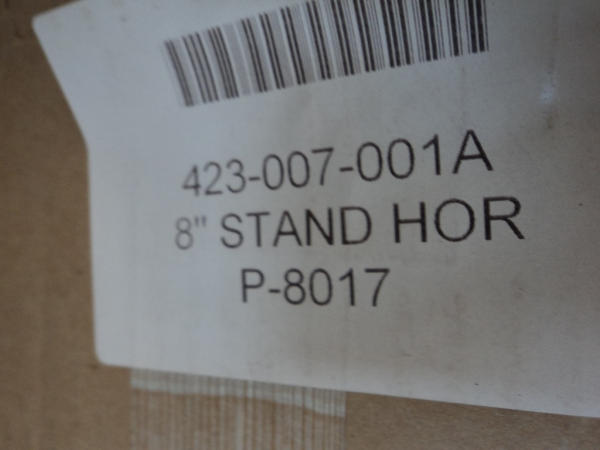 423-007-001A
8" STAND HOR
P-8017